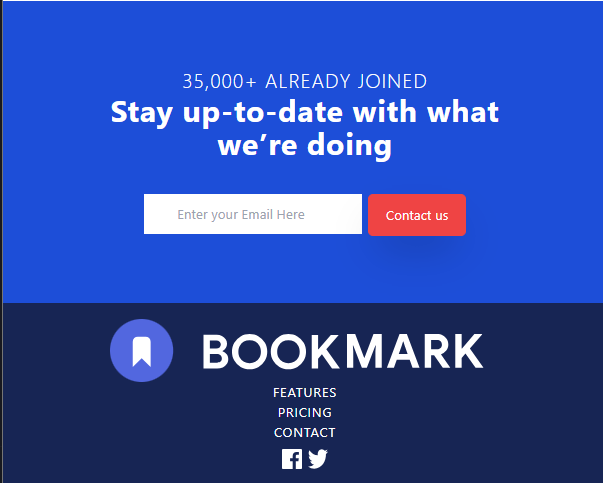 35,000+ ALREADY JOINED
Stay up-to-date with what
we’re doing
Enter your Email Here
Contact us
BOOKMARK
FEATURES
PRICING
CONTACT